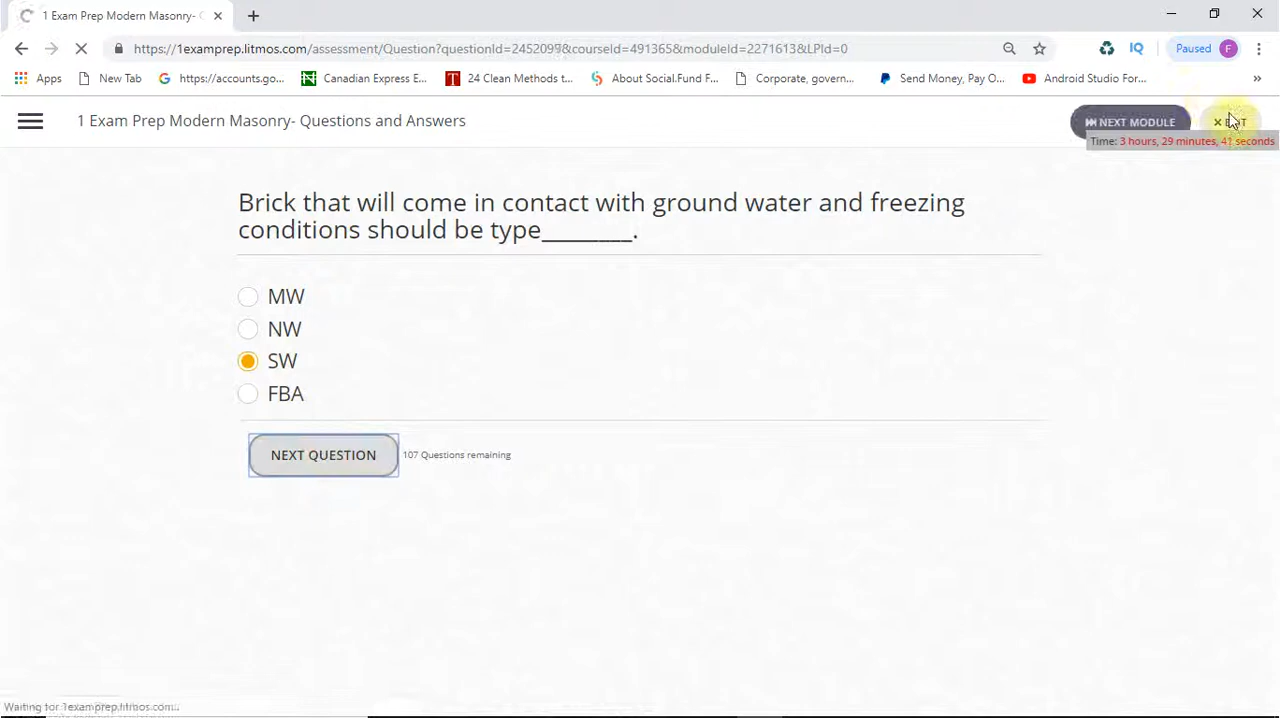 1 Exam Prep Modern Masonry- 
https://1examprep.litmos.com/assessment/Question?questionId=2452099&courseId=491365&moduleId=2271613&LPId=0
IQ
Paused F
Apps New Tab https://accounts.go... Canadian Express E... 24 Clean Methods t... About Social.Fund F... Corporate, govern... Send Money, Pay O... Android Studio For... »
1 Exam Prep Modern Masonry- Questions and Answers
NEXT MODULE
Time: 3 hours, 29 minutes, 41 seconds
Brick that will come in contact with ground water and freezing
conditions should be type________.
MW
NW
SW
FBA
NEXT QUESTION 107 Questions remaining
Waiting for 1examprep.litmos.com...